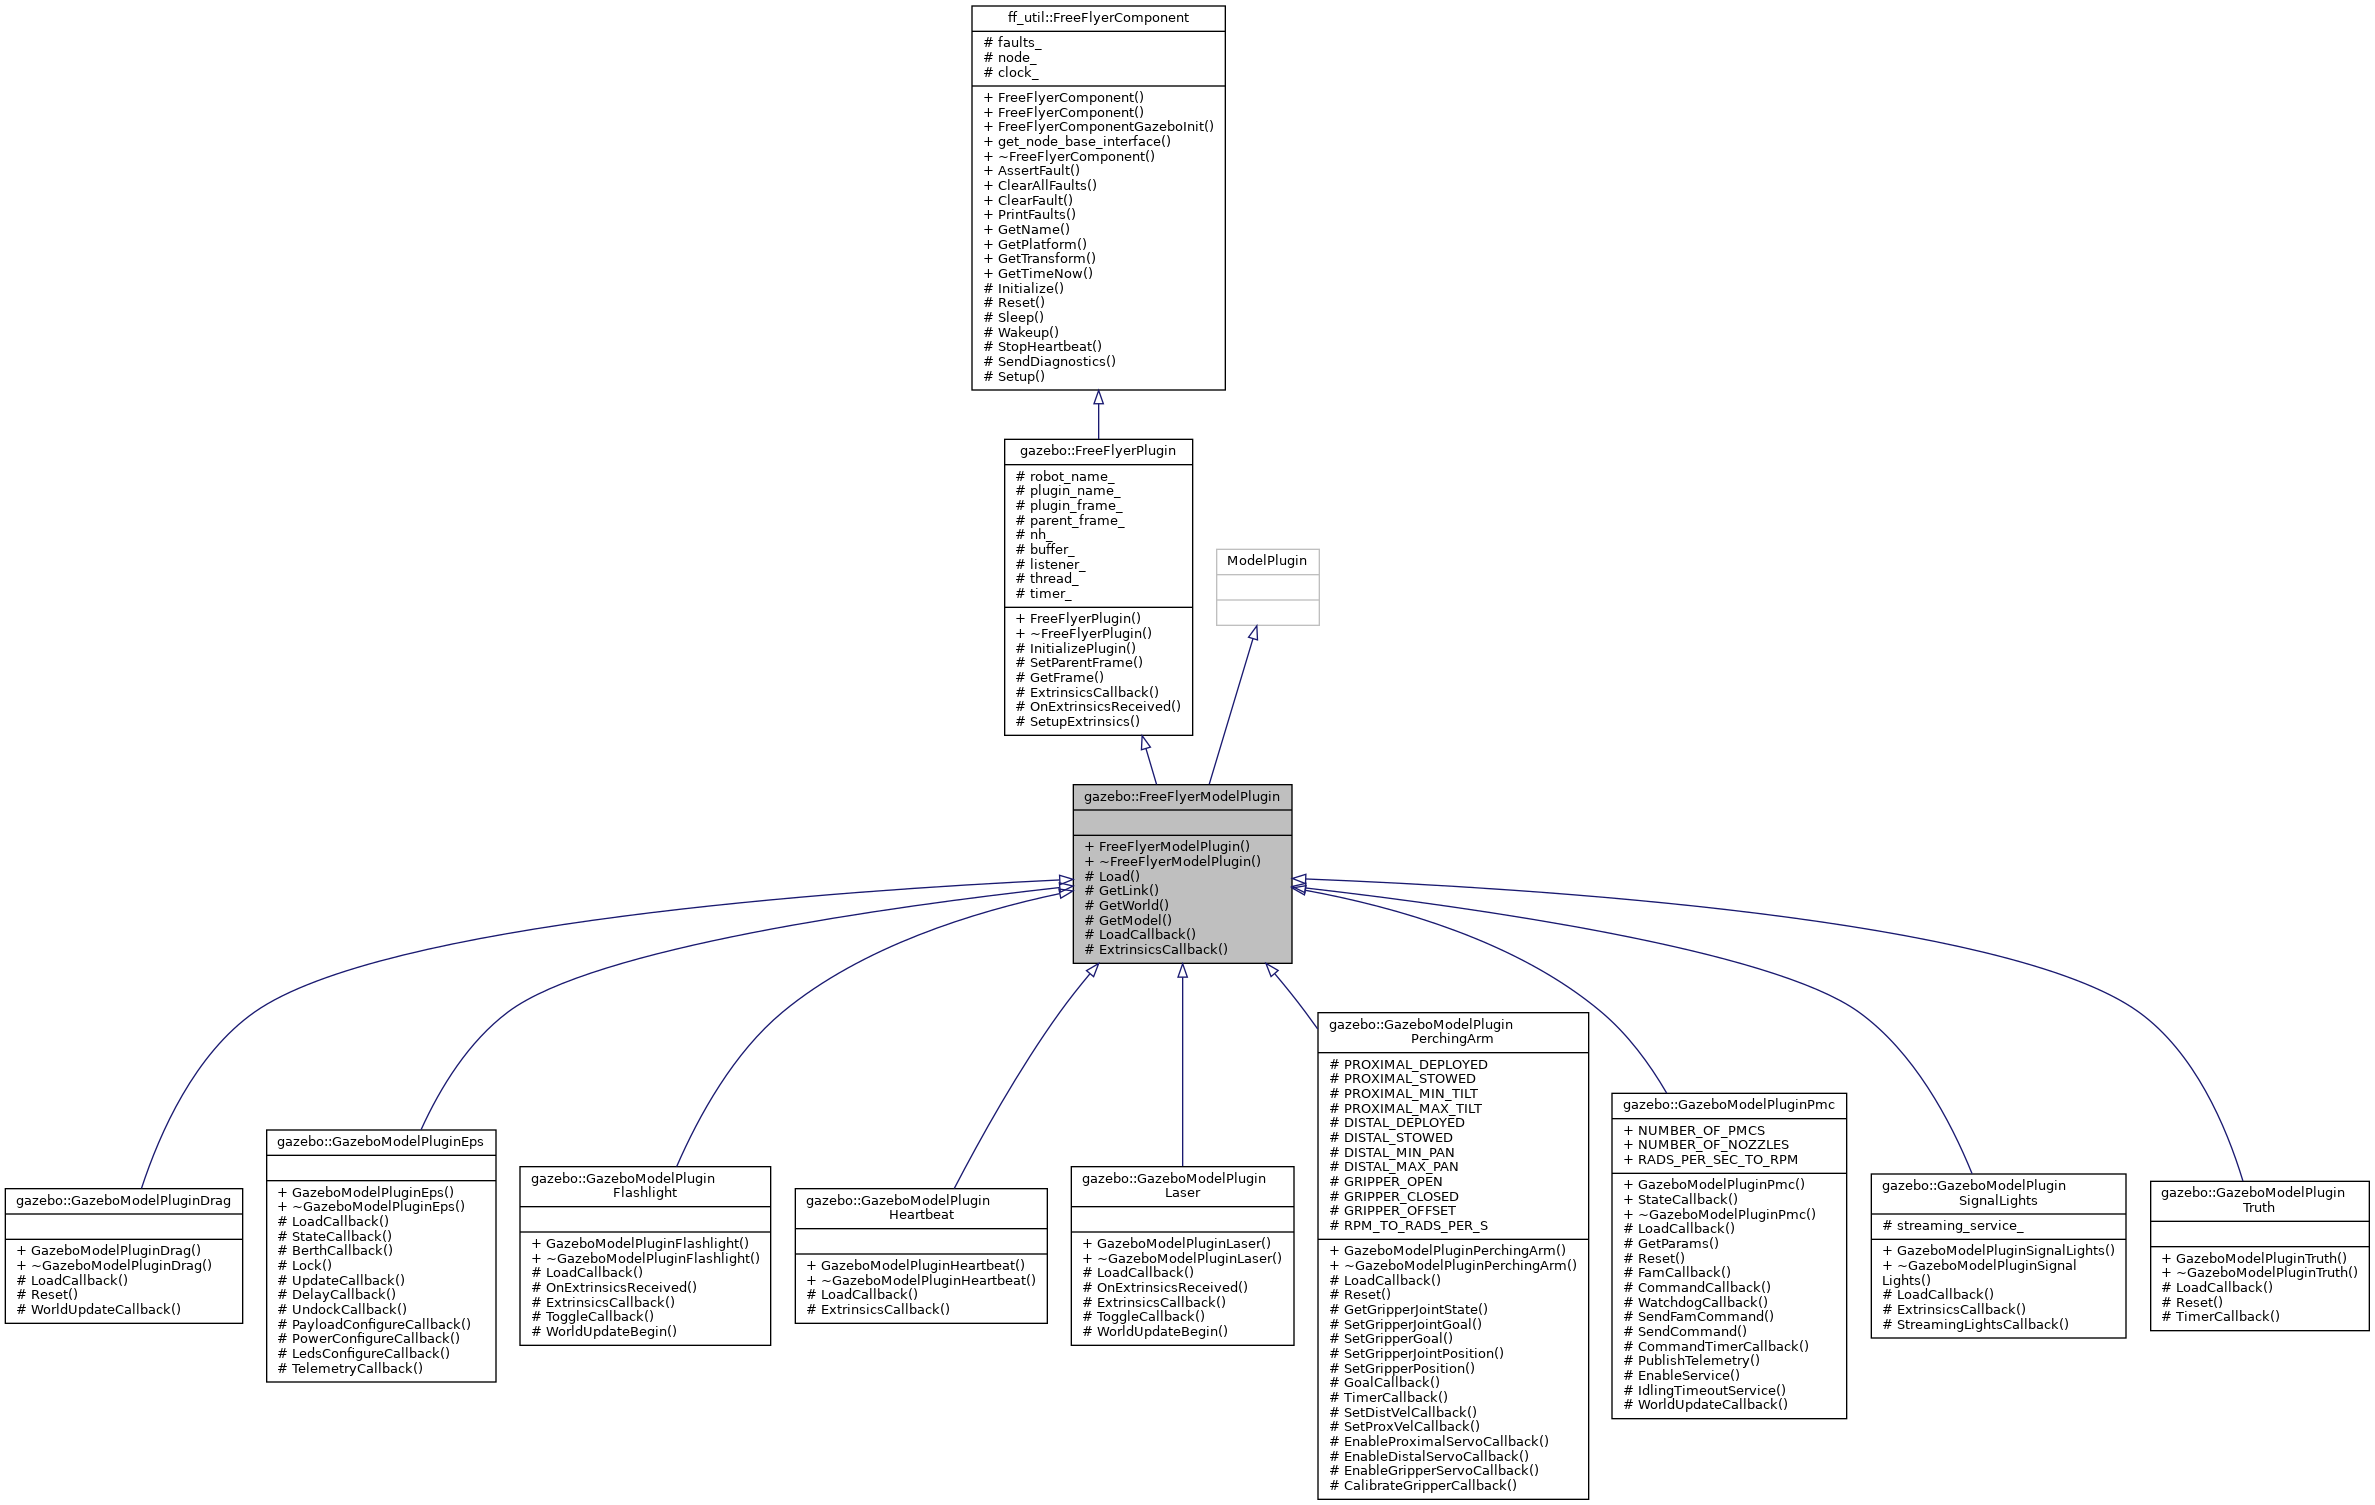 ff_util::FreeFlyerComponent
# faults_
# node_
# clock_
+ FreeFlyerComponent()
+ FreeFlyerComponent()
+ FreeFlyerComponentGazeboInit()
+ get_node_base_interface()
+ ~FreeFlyerComponent()
+ AssertFault()
+ ClearAllFaults()
+ ClearFault()
+ PrintFaults()
+ GetName()
+ GetPlatform()
+ GetTransform()
+ GetTimeNow()
# Initialize()
# Reset()
# Sleep()
# Wakeup()
# StopHeartbeat()
# SendDiagnostics()
# Setup()
gazebo::FreeFlyerPlugin
# robot_name_
# plugin_name_
# plugin_frame_
# parent_frame_
# nh_
# buffer_
# listener_
# thread_
# timer_
+ FreeFlyerPlugin()
+ ~FreeFlyerPlugin()
# InitializePlugin()
# SetParentFrame()
# GetFrame()
# ExtrinsicsCallback()
# OnExtrinsicsReceived()
# SetupExtrinsics()
ModelPlugin
gazebo::FreeFlyerModelPlugin
+ FreeFlyerModelPlugin()
+ ~FreeFlyerModelPlugin()
# Load()
# GetLink()
# GetWorld()
# GetModel()
# LoadCallback()
# ExtrinsicsCallback()
gazebo::GazeboModelPluginDrag
+ GazeboModelPluginDrag()
+ ~GazeboModelPluginDrag()
# LoadCallback()
# Reset()
# WorldUpdateCallback()
gazebo::GazeboModelPluginEps
+ GazeboModelPluginEps()
+ ~GazeboModelPluginEps()
# LoadCallback()
# StateCallback()
# BerthCallback()
# Lock()
# UpdateCallback()
# DelayCallback()
# UndockCallback()
# PayloadConfigureCallback()
# PowerConfigureCallback()
# LedsConfigureCallback()
# TelemetryCallback()
gazebo::GazeboModelPlugin
Flashlight
+ GazeboModelPluginFlashlight()
+ ~GazeboModelPluginFlashlight()
# LoadCallback()
# OnExtrinsicsReceived()
# ExtrinsicsCallback()
# ToggleCallback()
# WorldUpdateBegin()
gazebo::GazeboModelPlugin
Heartbeat
+ GazeboModelPluginHeartbeat()
+ ~GazeboModelPluginHeartbeat()
# LoadCallback()
# ExtrinsicsCallback()
gazebo::GazeboModelPlugin
Laser
+ GazeboModelPluginLaser()
+ ~GazeboModelPluginLaser()
# LoadCallback()
# OnExtrinsicsReceived()
# ExtrinsicsCallback()
# ToggleCallback()
# WorldUpdateBegin()
gazebo::GazeboModelPlugin
PerchingArm
# PROXIMAL_DEPLOYED
# PROXIMAL_STOWED
# PROXIMAL_MIN_TILT
# PROXIMAL_MAX_TILT
# DISTAL_DEPLOYED
# DISTAL_STOWED
# DISTAL_MIN_PAN
# DISTAL_MAX_PAN
# GRIPPER_OPEN
# GRIPPER_CLOSED
# GRIPPER_OFFSET
# RPM_TO_RADS_PER_S
+ GazeboModelPluginPerchingArm()
+ ~GazeboModelPluginPerchingArm()
# LoadCallback()
# Reset()
# GetGripperJointState()
# SetGripperJointGoal()
# SetGripperGoal()
# SetGripperJointPosition()
# SetGripperPosition()
# GoalCallback()
# TimerCallback()
# SetDistVelCallback()
# SetProxVelCallback()
# EnableProximalServoCallback()
# EnableDistalServoCallback()
# EnableGripperServoCallback()
# CalibrateGripperCallback()
gazebo::GazeboModelPluginPmc
+ NUMBER_OF_PMCS
+ NUMBER_OF_NOZZLES
+ RADS_PER_SEC_TO_RPM
+ GazeboModelPluginPmc()
+ StateCallback()
+ ~GazeboModelPluginPmc()
# LoadCallback()
# GetParams()
# Reset()
# FamCallback()
# CommandCallback()
# WatchdogCallback()
# SendFamCommand()
# SendCommand()
# CommandTimerCallback()
# PublishTelemetry()
# EnableService()
# IdlingTimeoutService()
# WorldUpdateCallback()
gazebo::GazeboModelPlugin
SignalLights
# streaming_service_
+ GazeboModelPluginSignalLights()
+ ~GazeboModelPluginSignal
Lights()
# LoadCallback()
# ExtrinsicsCallback()
# StreamingLightsCallback()
gazebo::GazeboModelPlugin
Truth
+ GazeboModelPluginTruth()
+ ~GazeboModelPluginTruth()
# LoadCallback()
# Reset()
# TimerCallback()